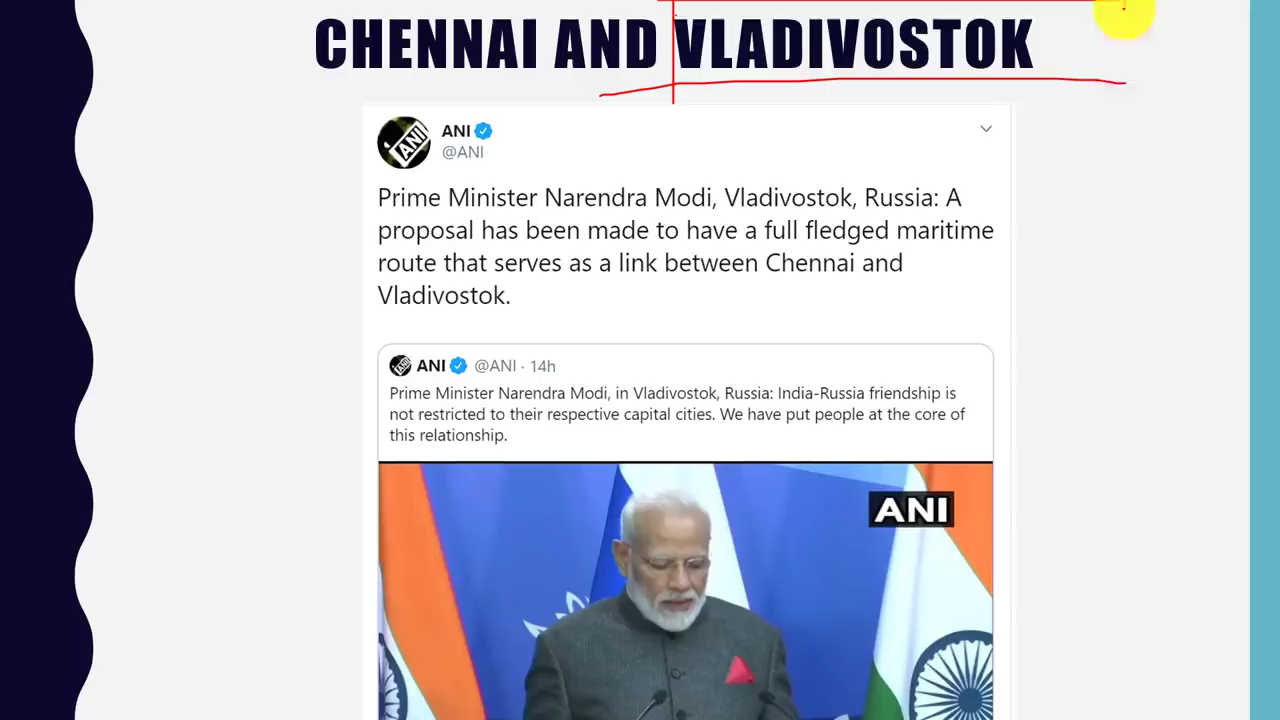 CHENNAI AND VLADIVOSTOK
ANI
ANI
@ANI
Prime Minister Narendra Modi, Vladivostok, Russia: A
proposal has been made to have a full fledged maritime
route that serves as a link between Chennai and
Vladivostok.
ANI @ANI · 14h
Prime Minister Narendra Modi, in Vladivostok, Russia: India-Russia friendship is
not restricted to their respective capital cities. We have put people at the core of
this relationship.
ANI